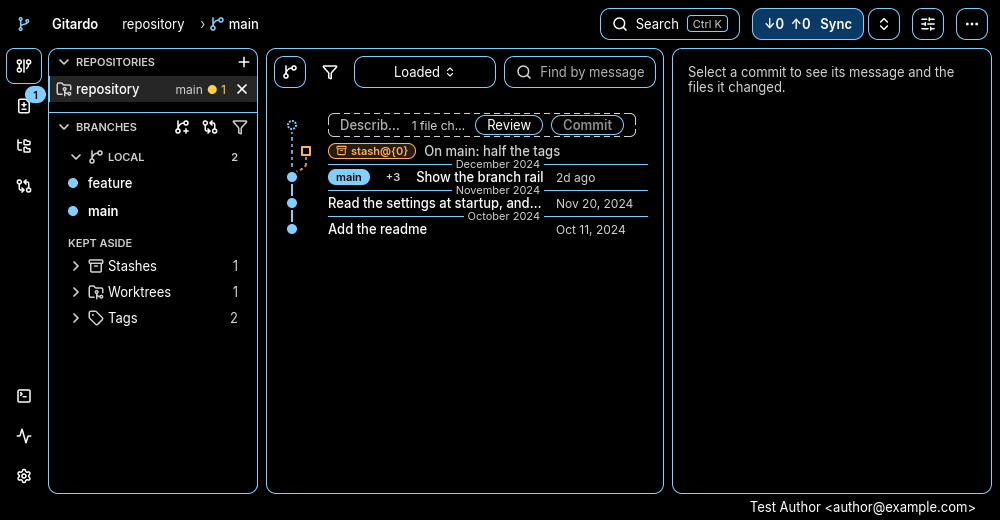 Gitardo
repository › main
Search Ctrl K
↓0 ↑0 Sync
REPOSITORIES
repository main 1
1
BRANCHES
LOCAL 2
feature
main
KEPT ASIDE
Stashes 1
Worktrees 1
Tags 2
Loaded
Find by message
Describ... 1 file ch... Review Commit
stash@{0} On main: half the tags
December 2024
main +3 Show the branch rail 2d ago
November 2024
Read the settings at startup, and... Nov 20, 2024
October 2024
Add the readme Oct 11, 2024
Select a commit to see its message and the
files it changed.
Test Author <author@example.com>